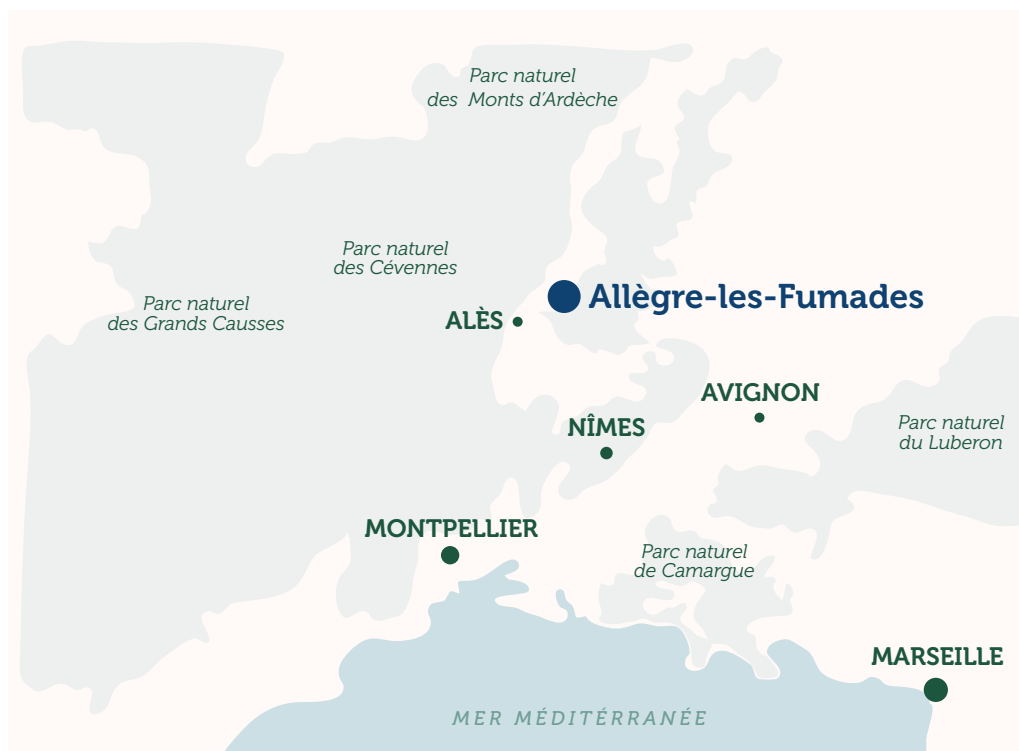 Parc naturel
des Monts d'Ardèche
Parc naturel
des Cévennes
Parc naturel
des Grands Causses
Allègre-les-Fumades
ALÈS
AVIGNON
NÎMES
Parc naturel
du Luberon
MONTPELLIER
Parc naturel
de Camargue
MARSEILLE
MER MÉDITÉRRANÉE